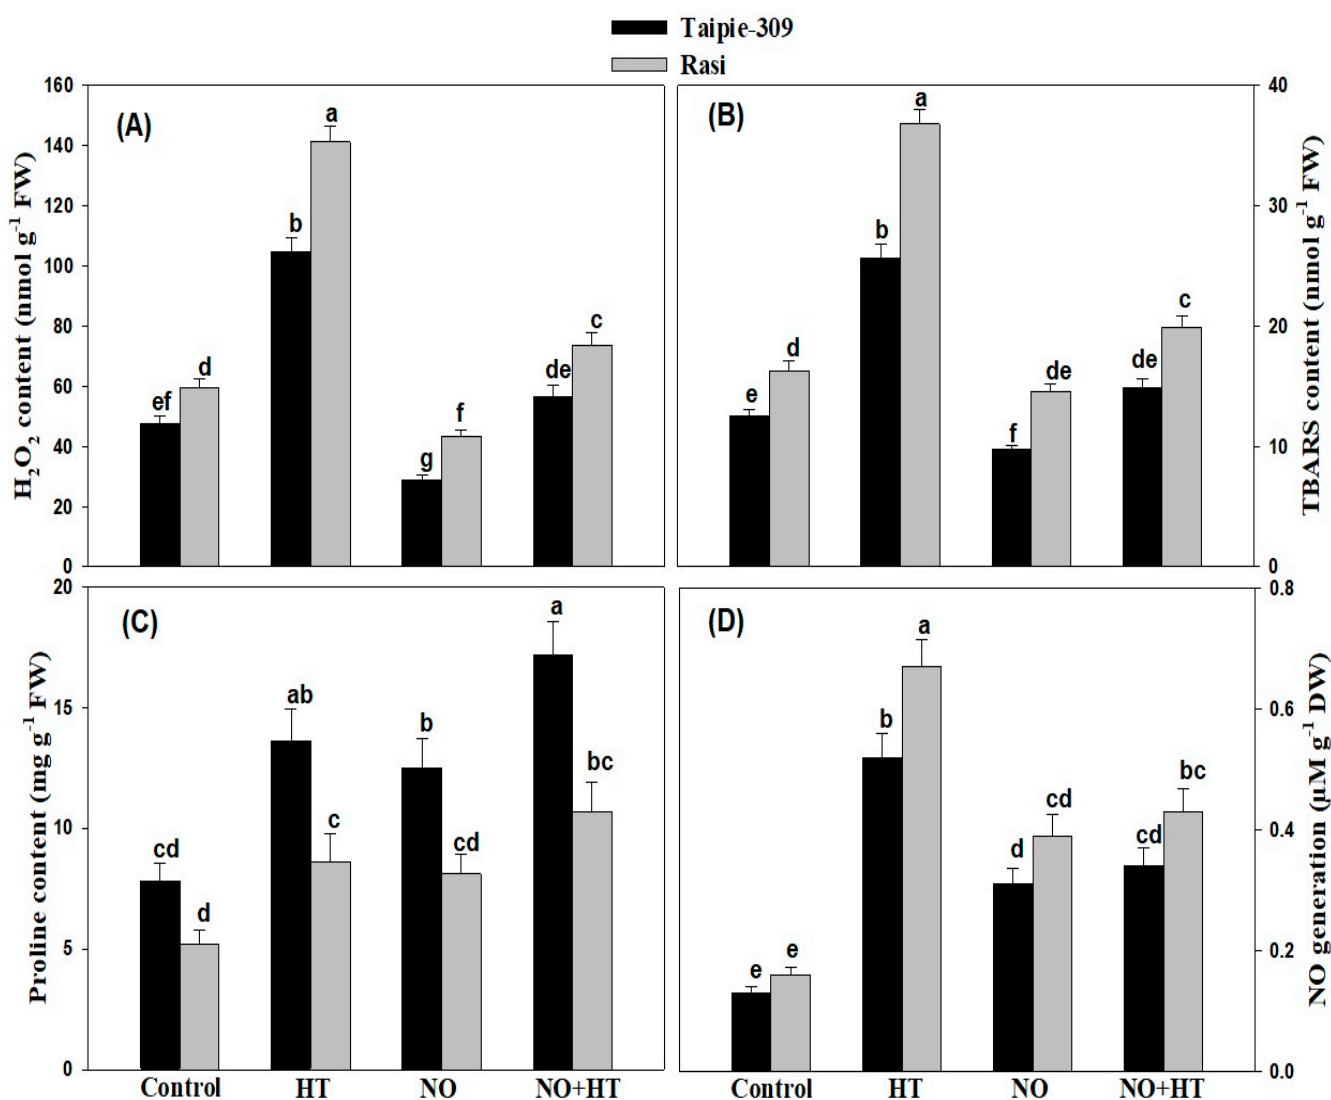 Taipie-309
Rasi
(A)
H₂O₂ content (nmol g⁻¹ FW)
160
140
120
100
80
60
40
20
0
ef
d
b
a
g
f
de
c
(B)
TBARS content (nmol g⁻¹ FW)
40
30
20
10
0
e
d
b
a
f
de
de
c
(C)
Proline content (mg g⁻¹ FW)
20
15
10
5
0
cd
d
ab
c
b
cd
a
bc
Control HT NO NO+HT
(D)
NO generation (µM g⁻¹ DW)
0.8
0.6
0.4
0.2
0.0
e
e
b
a
d
cd
cd
bc
Control HT NO NO+HT